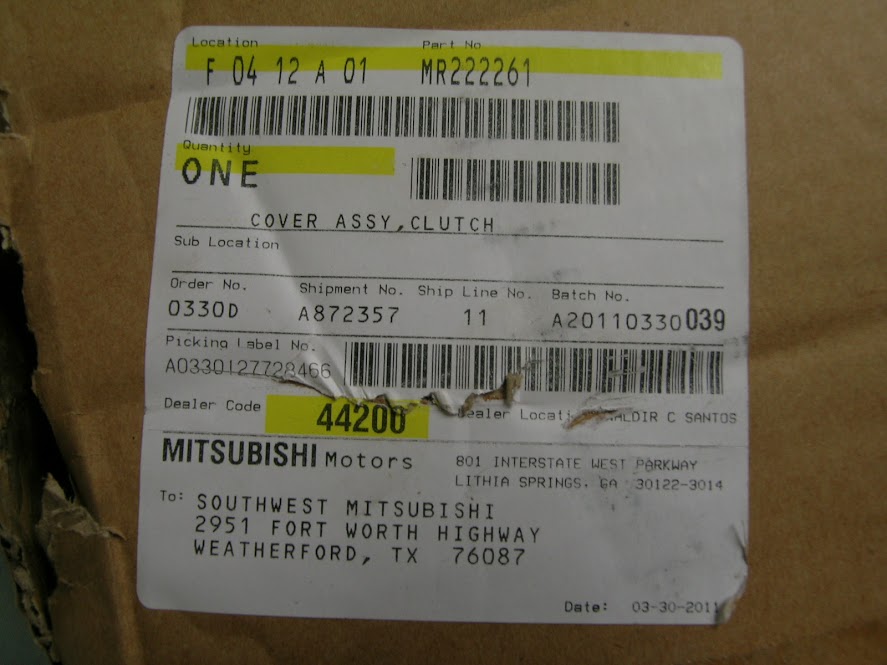 Location Part No
F 04 12 A 01 MR222261
Quantity
ONE
COVER ASSY,CLUTCH
Sub Location
Order No. Shipment No. Ship Line No. Batch No.
0330D A872357 11 A20110330039
Picking Label No.
A0330127728466
Dealer Code 44200 Dealer DIR C SANTOS
MITSUBISHI Motors 801 INTERSTATE WEST PARKWAY
LITHIA SPRINGS, GA 30122-3014
To: SOUTHWEST MITSUBISHI
2951 FORT WORTH HIGHWAY
WEATHERFORD, TX 76087
Date: 03-30-2011